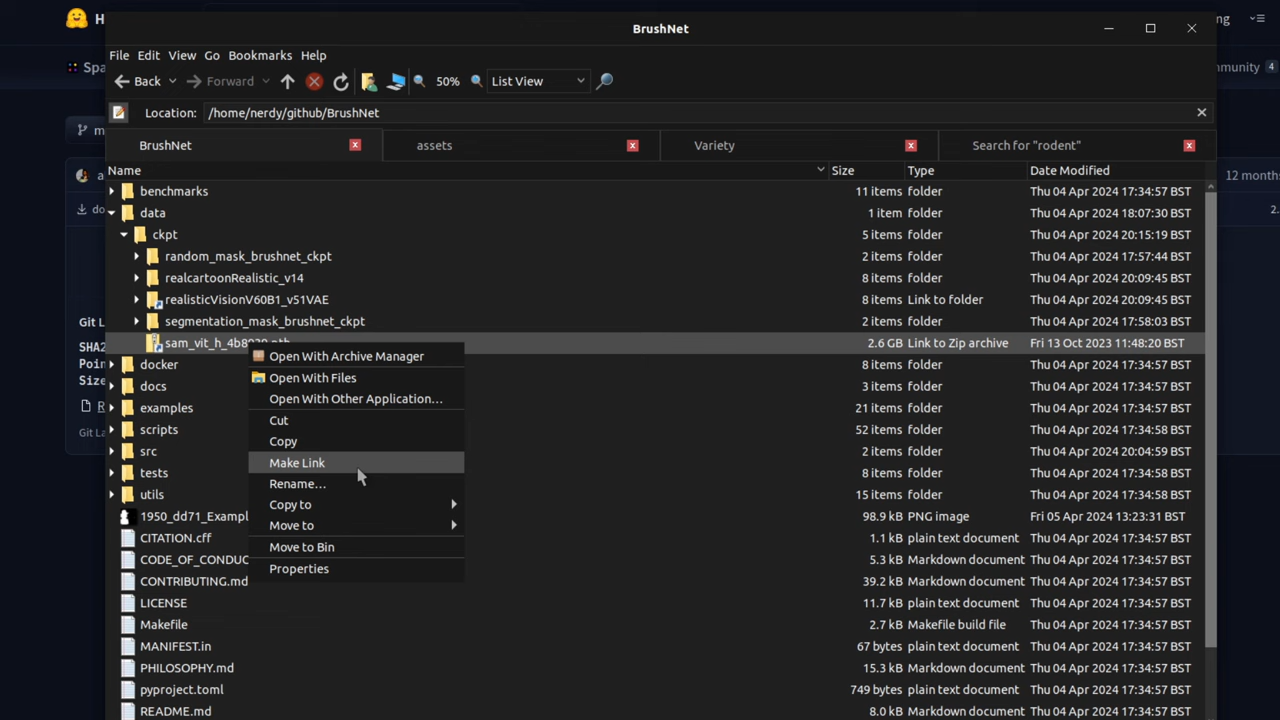 H
BrushNet
ng
Spa
mmunity 4
File Edit View Go Bookmarks Help
Back Forward 50% List View
Location: /home/nerdy/github/BrushNet
m
BrushNet assets Variety Search for "rodent"
Name Size Type Date Modified
a 12 months
benchmarks 11 items folder Thu 04 Apr 2024 17:34:57 BST
do 2.
data 1 item folder Thu 04 Apr 2024 18:07:30 BST
ckpt 5 items folder Thu 04 Apr 2024 20:15:19 BST
random_mask_brushnet_ckpt 2 items folder Thu 04 Apr 2024 17:57:44 BST
realcartoonRealistic_v14 8 items folder Thu 04 Apr 2024 20:09:45 BST
realisticVisionV60B1_v51VAE 8 items Link to folder Thu 04 Apr 2024 20:09:45 BST
Git L
segmentation_mask_brushnet_ckpt 2 items folder Thu 04 Apr 2024 17:58:03 BST
SHA2
sam_vit_h_4b8939.pth 2.6 GB Link to Zip archive Fri 13 Oct 2023 11:48:20 BST
Open With Archive Manager
Poin
docker 8 items folder Thu 04 Apr 2024 17:34:57 BST
Open With Files
Size
docs 3 items folder Thu 04 Apr 2024 17:34:57 BST
Open With Other Application...
R
examples 21 items folder Thu 04 Apr 2024 17:34:57 BST
Cut
scripts 52 items folder Thu 04 Apr 2024 17:34:58 BST
Git La
Copy
src 2 items folder Thu 04 Apr 2024 20:04:59 BST
Make Link
tests 8 items folder Thu 04 Apr 2024 17:34:58 BST
Rename...
utils 15 items folder Thu 04 Apr 2024 17:34:58 BST
Copy to
1950_dd71_Exampl 98.9 kB PNG image Fri 05 Apr 2024 13:23:31 BST
Move to
CITATION.cff 1.1 kB plain text document Thu 04 Apr 2024 17:34:57 BST
Move to Bin
CODE_OF_CONDUC 5.3 kB Markdown document Thu 04 Apr 2024 17:34:57 BST
Properties
CONTRIBUTING.md 39.2 kB Markdown document Thu 04 Apr 2024 17:34:57 BST
LICENSE 11.7 kB plain text document Thu 04 Apr 2024 17:34:57 BST
Makefile 2.7 kB Makefile build file Thu 04 Apr 2024 17:34:57 BST
MANIFEST.in 67 bytes plain text document Thu 04 Apr 2024 17:34:57 BST
PHILOSOPHY.md 15.3 kB Markdown document Thu 04 Apr 2024 17:34:57 BST
pyproject.toml 749 bytes plain text document Thu 04 Apr 2024 17:34:57 BST
README.md 8.0 kB Markdown document Thu 04 Apr 2024 17:34:57 BST